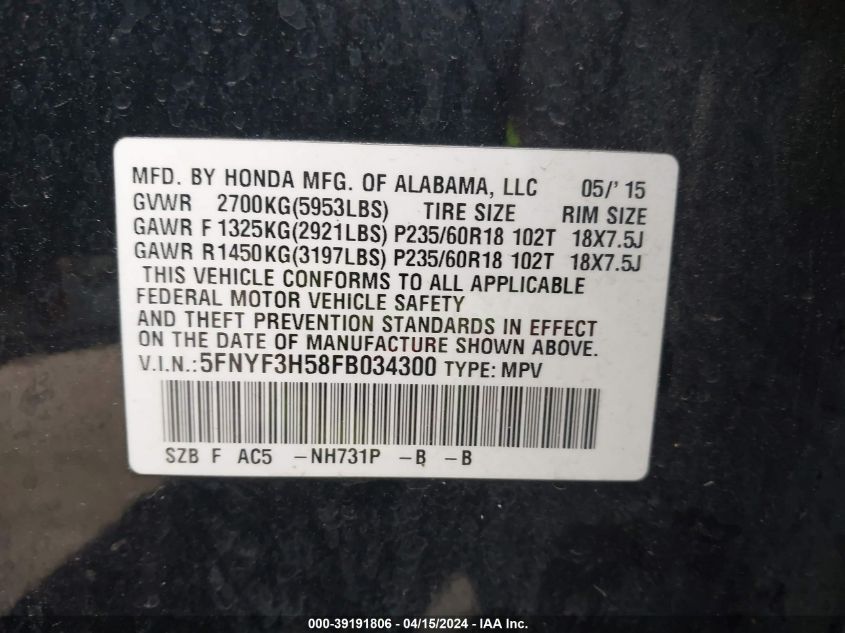 MFD. BY HONDA MFG. OF ALABAMA, LLC 05/' 15
GVWR 2700KG(5953LBS) TIRE SIZE RIM SIZE
GAWR F 1325KG(2921LBS) P235/60R18 102T 18X7.5J
GAWR R1450KG(3197LBS) P235/60R18 102T 18X7.5J
THIS VEHICLE CONFORMS TO ALL APPLICABLE
FEDERAL MOTOR VEHICLE SAFETY
AND THEFT PREVENTION STANDARDS IN EFFECT
ON THE DATE OF MANUFACTURE SHOWN ABOVE.
V.I.N.:5FNYF3H58FB034300 TYPE: MPV
SZB F AC5 -NH731P -B -B
000-39191806 - 04/15/2024 - IAA Inc.